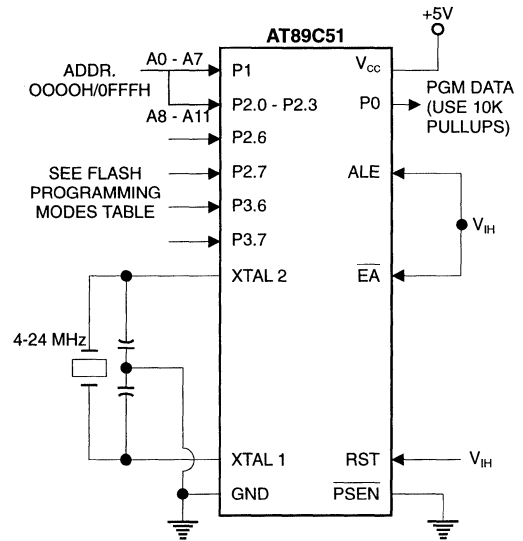 AT89C51
+5V
ADDR.
OOOOH/0FFFH
A0 - A7
A8 - A11
P1
P2.0 - P2.3
P2.6
P2.7
P3.6
P3.7
SEE FLASH
PROGRAMMING
MODES TABLE
XTAL 2
4-24 MHz
XTAL 1
GND
VCC
P0
PGM DATA
(USE 10K
PULLUPS)
ALE
VIH
EA
RST
VIH
PSEN